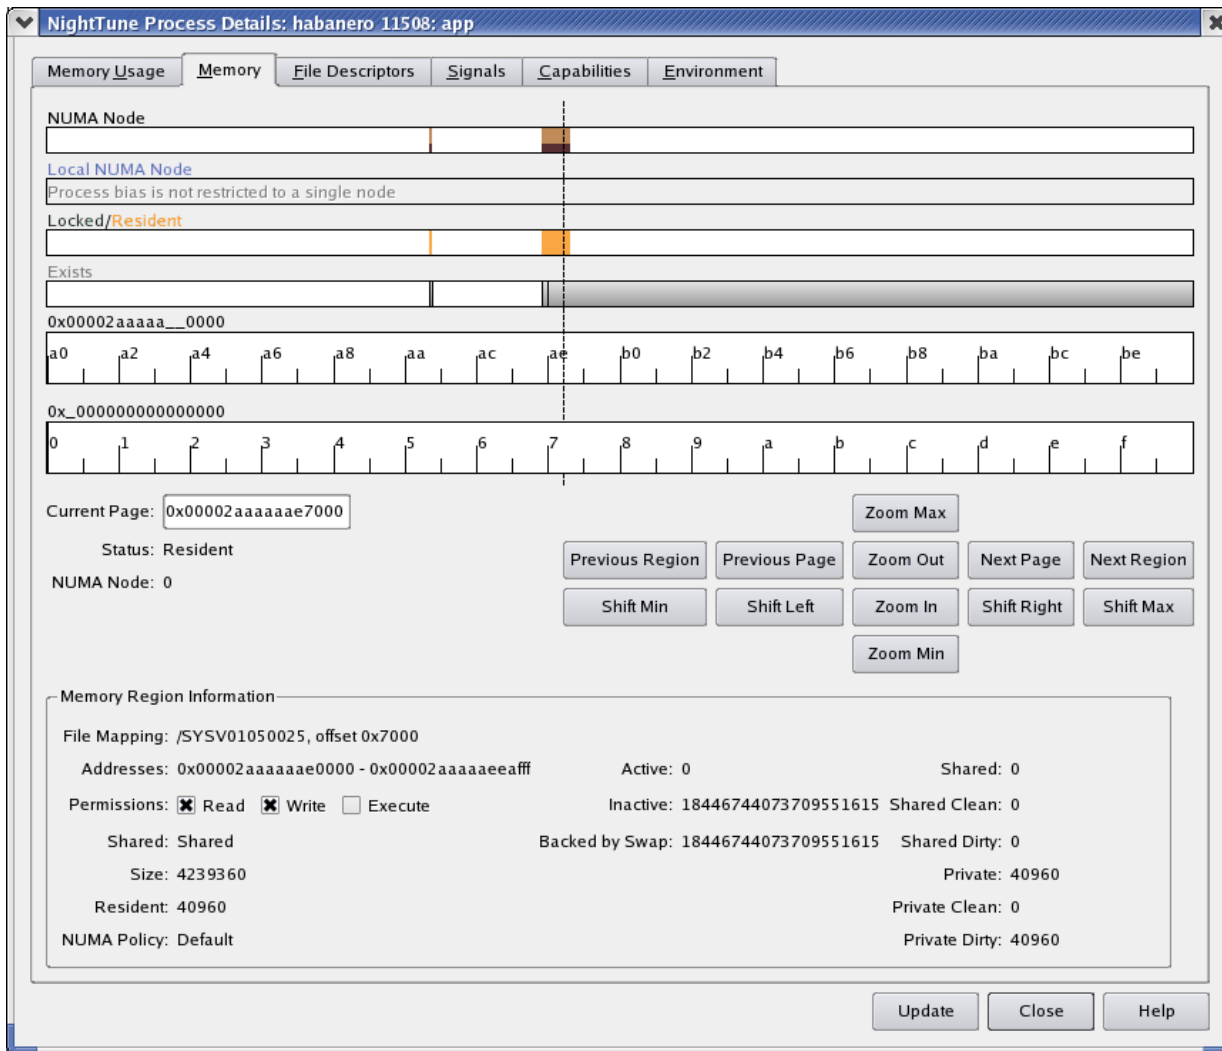 NightTune Process Details: habanero 11508: app
Memory Usage Memory File Descriptors Signals Capabilities Environment
NUMA Node
Local NUMA Node
Process bias is not restricted to a single node
Locked/Resident
Exists
0x00002aaaaa__0000
a0 a2 a4 a6 a8 aa ac ae b0 b2 b4 b6 b8 ba bc be
0x_000000000000000
0 1 2 3 4 5 6 7 8 9 a b c d e f
Current Page: 0x00002aaaaaae7000
Zoom Max
Status: Resident
Previous Region Previous Page Zoom Out Next Page Next Region
NUMA Node: 0
Shift Min Shift Left Zoom In Shift Right Shift Max
Zoom Min
Memory Region Information
File Mapping: /SYSV01050025, offset 0x7000
Addresses: 0x00002aaaaaae0000 - 0x00002aaaaaeeafff Active: 0 Shared: 0
Permissions: Read Write Execute Inactive: 18446744073709551615 Shared Clean: 0
Shared: Shared Backed by Swap: 18446744073709551615 Shared Dirty: 0
Size: 4239360 Private: 40960
Resident: 40960 Private Clean: 0
NUMA Policy: Default Private Dirty: 40960
Update Close Help